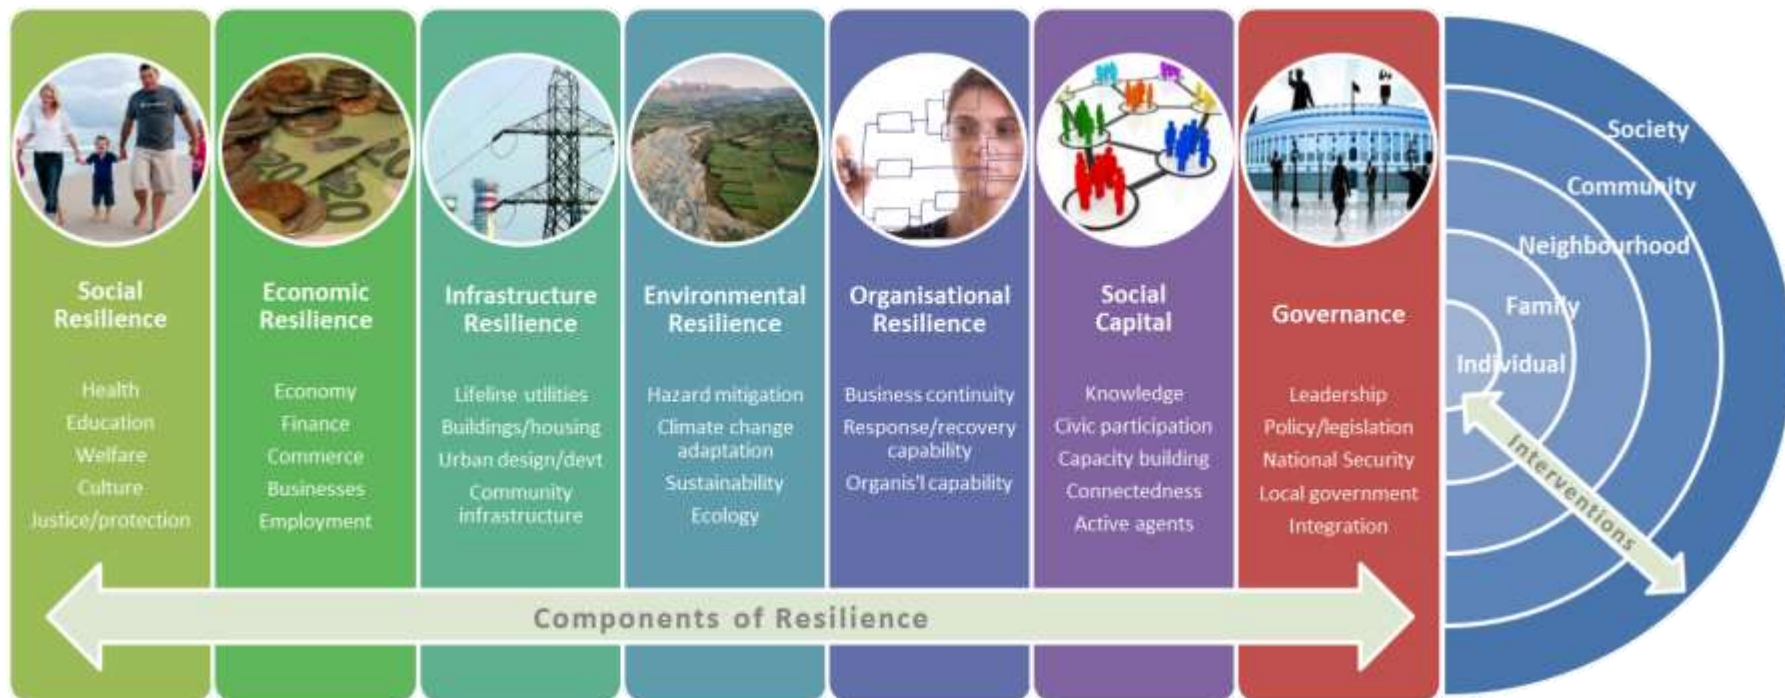 Social
Resilience
Health
Education
Welfare
Culture
Justice/protection
Economic
Resilience
Economy
Finance
Commerce
Businesses
Employment
Infrastructure
Resilience
Lifeline utilities
Buildings/housing
Urban design/devt
Community
infrastructure
Environmental
Resilience
Hazard mitigation
Climate change
adaptation
Sustainability
Ecology
Organisational
Resilience
Business continuity
Response/recovery
capability
Organis'l capability
Social
Capital
Knowledge
Civic participation
Capacity building
Connectedness
Active agents
Governance
Leadership
Policy/legislation
National Security
Local government
Integration
Components of Resilience
Society
Community
Neighbourhood
Family
Individual
Interventions